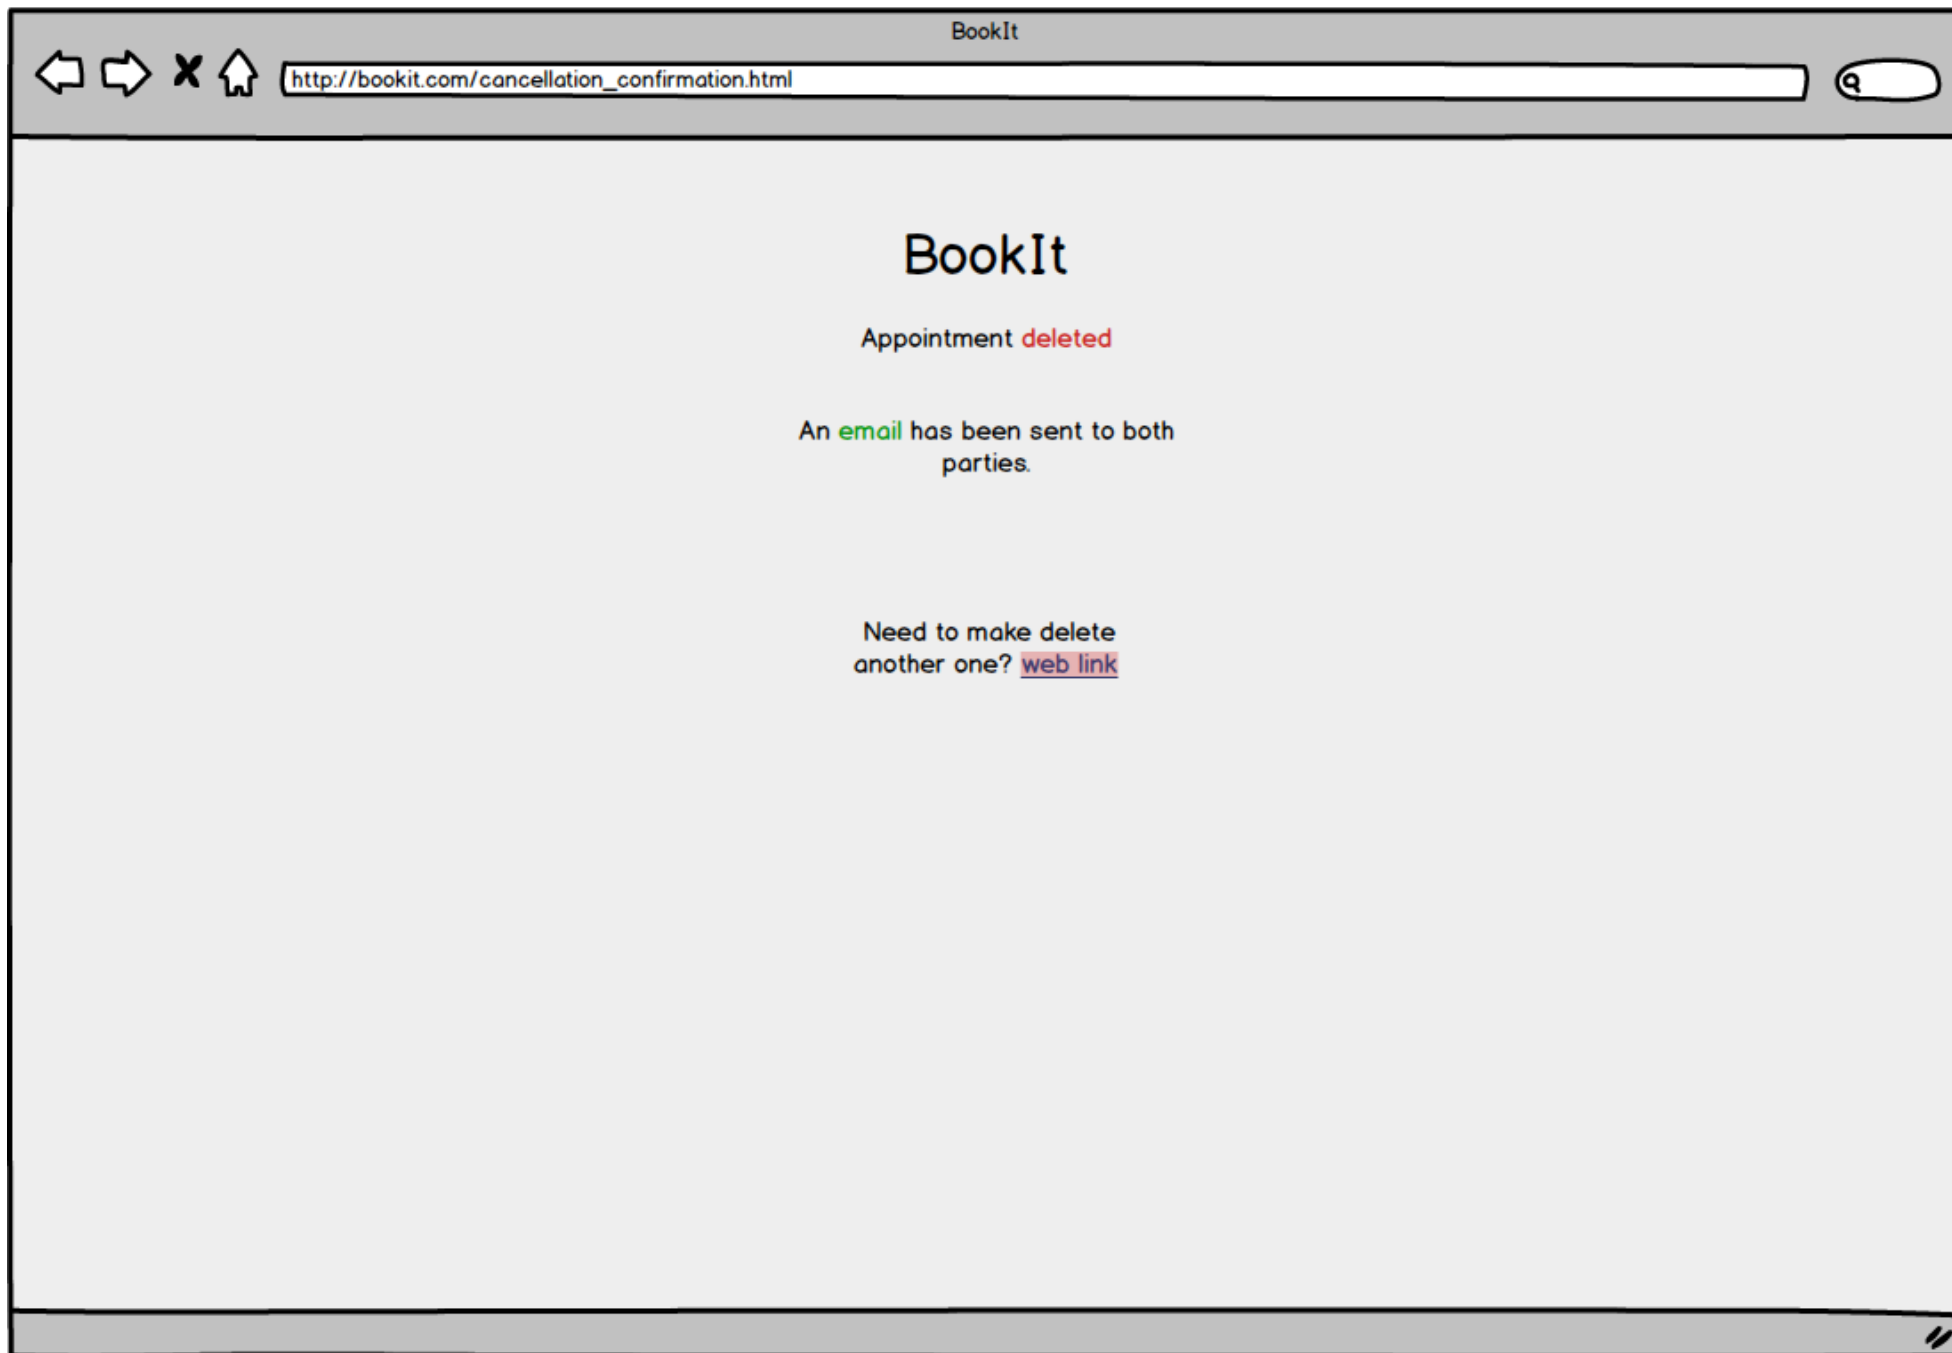 BookIt
http://bookit.com/cancellation_confirmation.html
BookIt
Appointment deleted
An email has been sent to both
parties.
Need to make delete
another one? web link